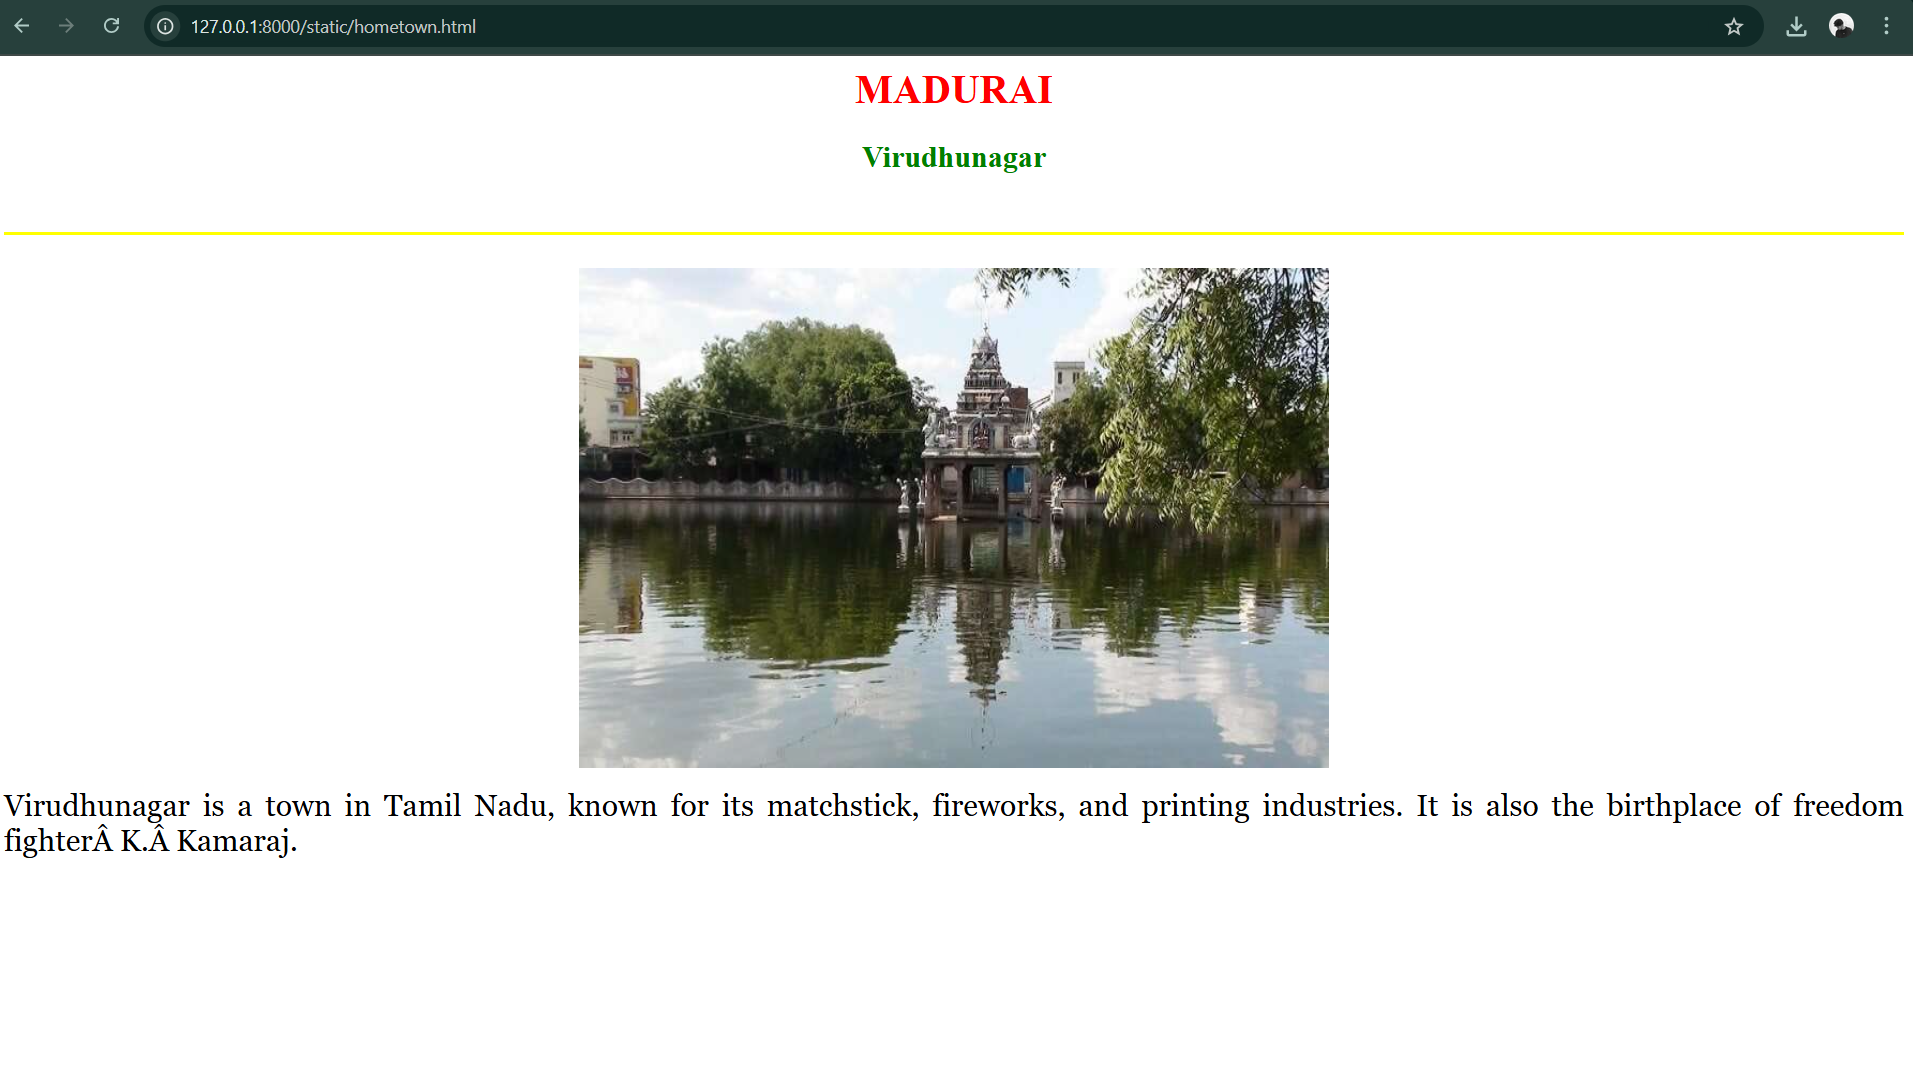 127.0.0.1:8000/static/hometown.html
MADURAI
Virudhunagar
Virudhunagar is a town in Tamil Nadu, known for its matchstick, fireworks, and printing industries. It is also the birthplace of freedom
fighterÂ K.Â Kamaraj.